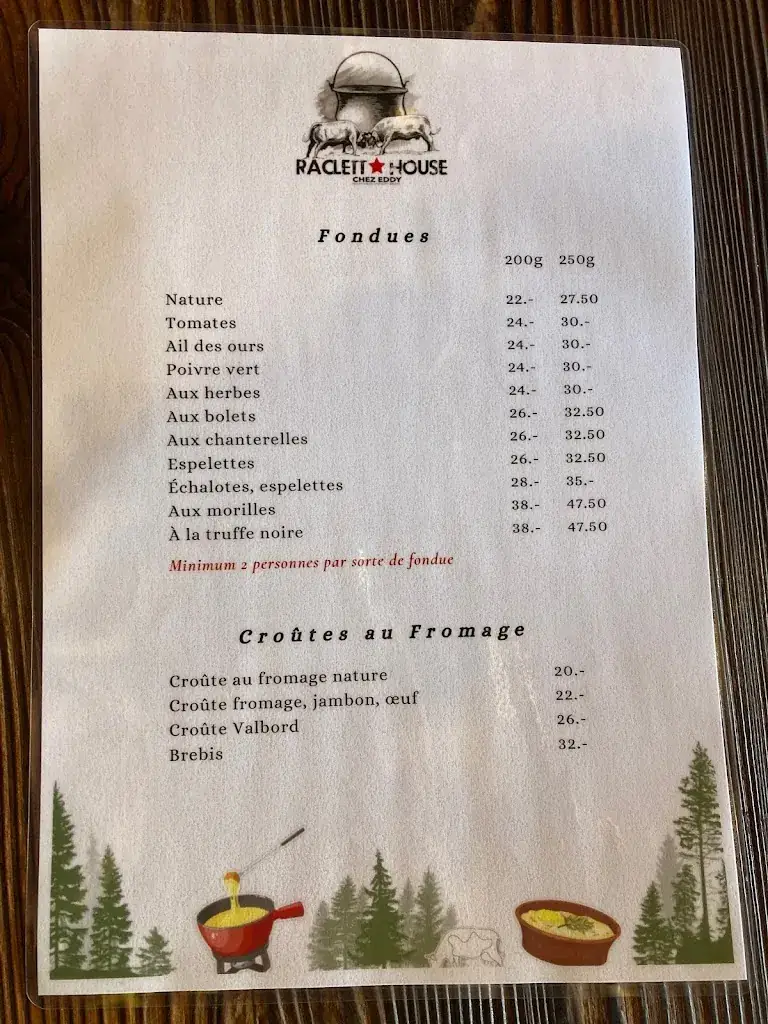 RACLETT★HOUSE
CHEZ EDDY
Fondues
200g 250g
Nature 22.- 27.50
Tomates 24.- 30.-
Ail des ours 24.- 30.-
Poivre vert 24.- 30.-
Aux herbes 24.- 30.-
Aux bolets 26.- 32.50
Aux chanterelles 26.- 32.50
Espelettes 26.- 32.50
Échalotes, espelettes 28.- 35.-
Aux morilles 38.- 47.50
À la truffe noire 38.- 47.50
Minimum 2 personnes par sorte de fondue
Croûtes au Fromage
Croûte au fromage nature 20.-
Croûte fromage, jambon, œuf 22.-
Croûte Valbord 26.-
Brebis 32.-